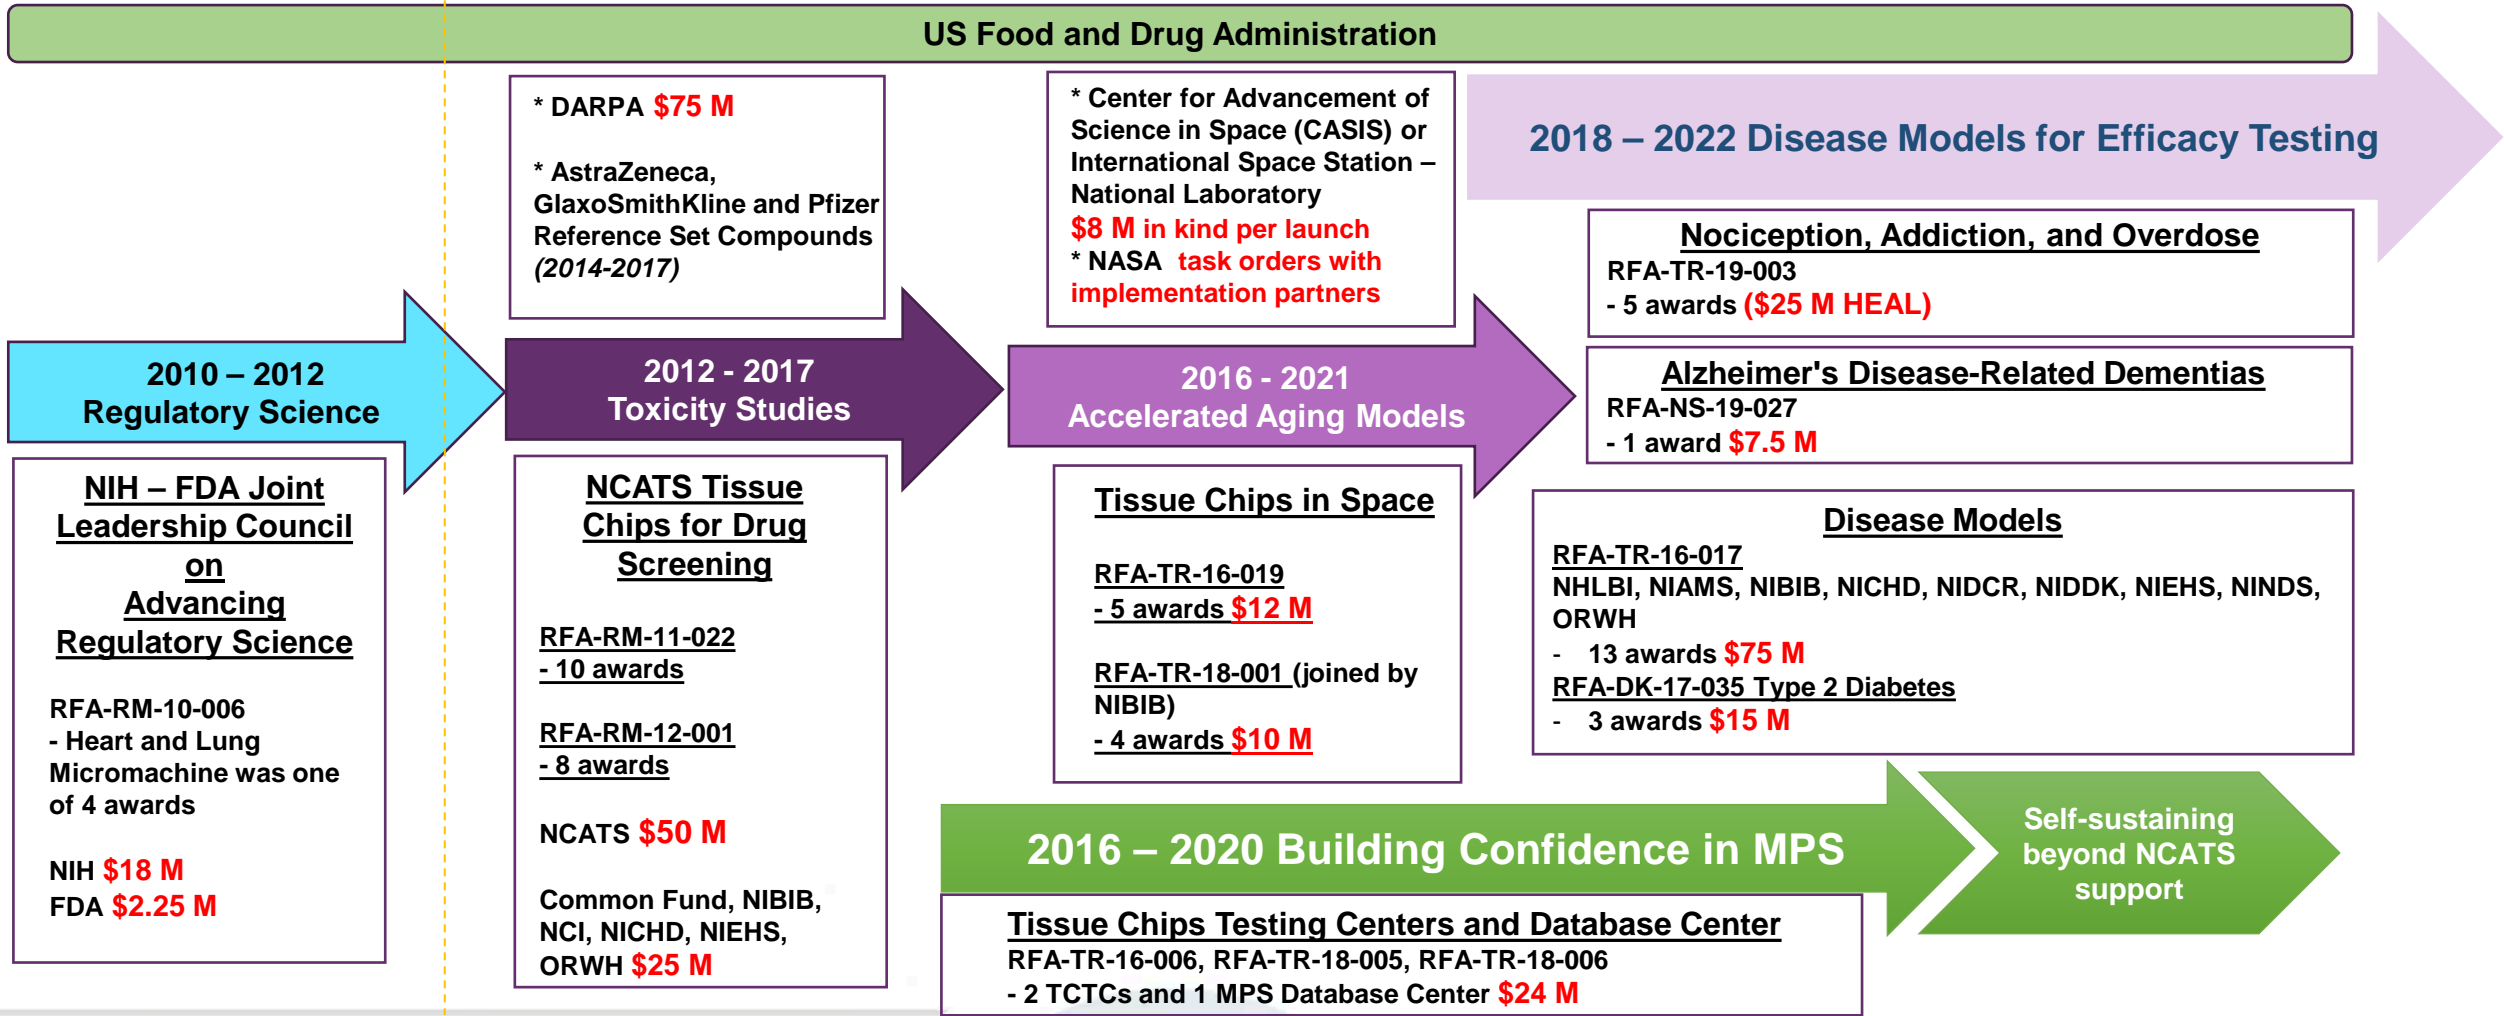 US Food and Drug Administration
* DARPA $75 M
* AstraZeneca,
GlaxoSmithKline and Pfizer
Reference Set Compounds
(2014-2017)
* Center for Advancement of
Science in Space (CASIS) or
International Space Station –
National Laboratory
$8 M in kind per launch
* NASA task orders with
implementation partners
2018 – 2022 Disease Models for Efficacy Testing
Nociception, Addiction, and Overdose
RFA-TR-19-003
- 5 awards ($25 M HEAL)
Alzheimer's Disease-Related Dementias
RFA-NS-19-027
- 1 award $7.5 M
2010 – 2012
Regulatory Science
2012 - 2017
Toxicity Studies
2016 - 2021
Accelerated Aging Models
NIH – FDA Joint
Leadership Council
on
Advancing
Regulatory Science
RFA-RM-10-006
- Heart and Lung
Micromachine was one
of 4 awards
NIH $18 M
FDA $2.25 M
NCATS Tissue
Chips for Drug
Screening
RFA-RM-11-022
- 10 awards
RFA-RM-12-001
- 8 awards
NCATS $50 M
Common Fund, NIBIB,
NCI, NICHD, NIEHS,
ORWH $25 M
Tissue Chips in Space
RFA-TR-16-019
- 5 awards $12 M
RFA-TR-18-001 (joined by
NIBIB)
- 4 awards $10 M
Disease Models
RFA-TR-16-017
NHLBI, NIAMS, NIBIB, NICHD, NIDCR, NIDDK, NIEHS, NINDS,
ORWH
- 13 awards $75 M
RFA-DK-17-035 Type 2 Diabetes
- 3 awards $15 M
2016 – 2020 Building Confidence in MPS
Self-sustaining
beyond NCATS
support
Tissue Chips Testing Centers and Database Center
RFA-TR-16-006, RFA-TR-18-005, RFA-TR-18-006
- 2 TCTCs and 1 MPS Database Center $24 M